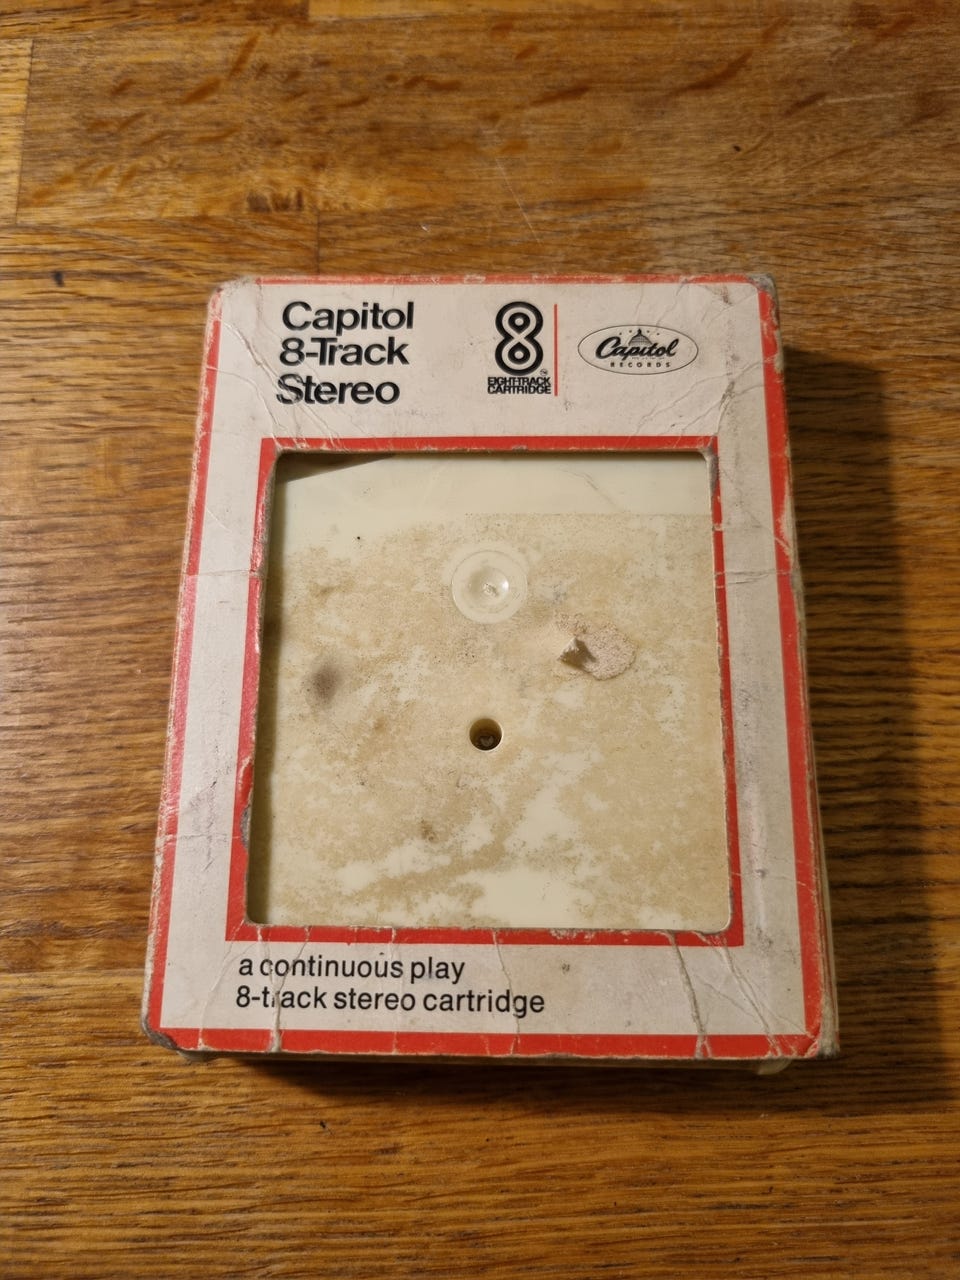 Capitol
8-Track
Stereo
8
EIGHT-TRACK
CARTRIDGE
Capitol
RECORDS
a continuous play
8-track stereo cartridge